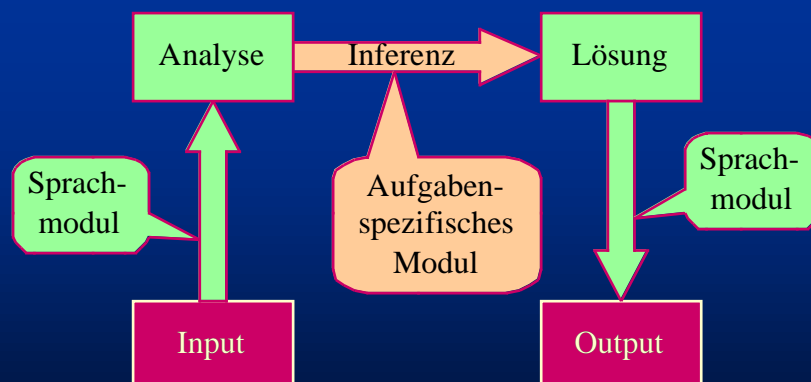 Analyse
Inferenz
Lösung
Sprach-
modul
Aufgaben-
spezifisches
Modul
Sprach-
modul
Input
Output